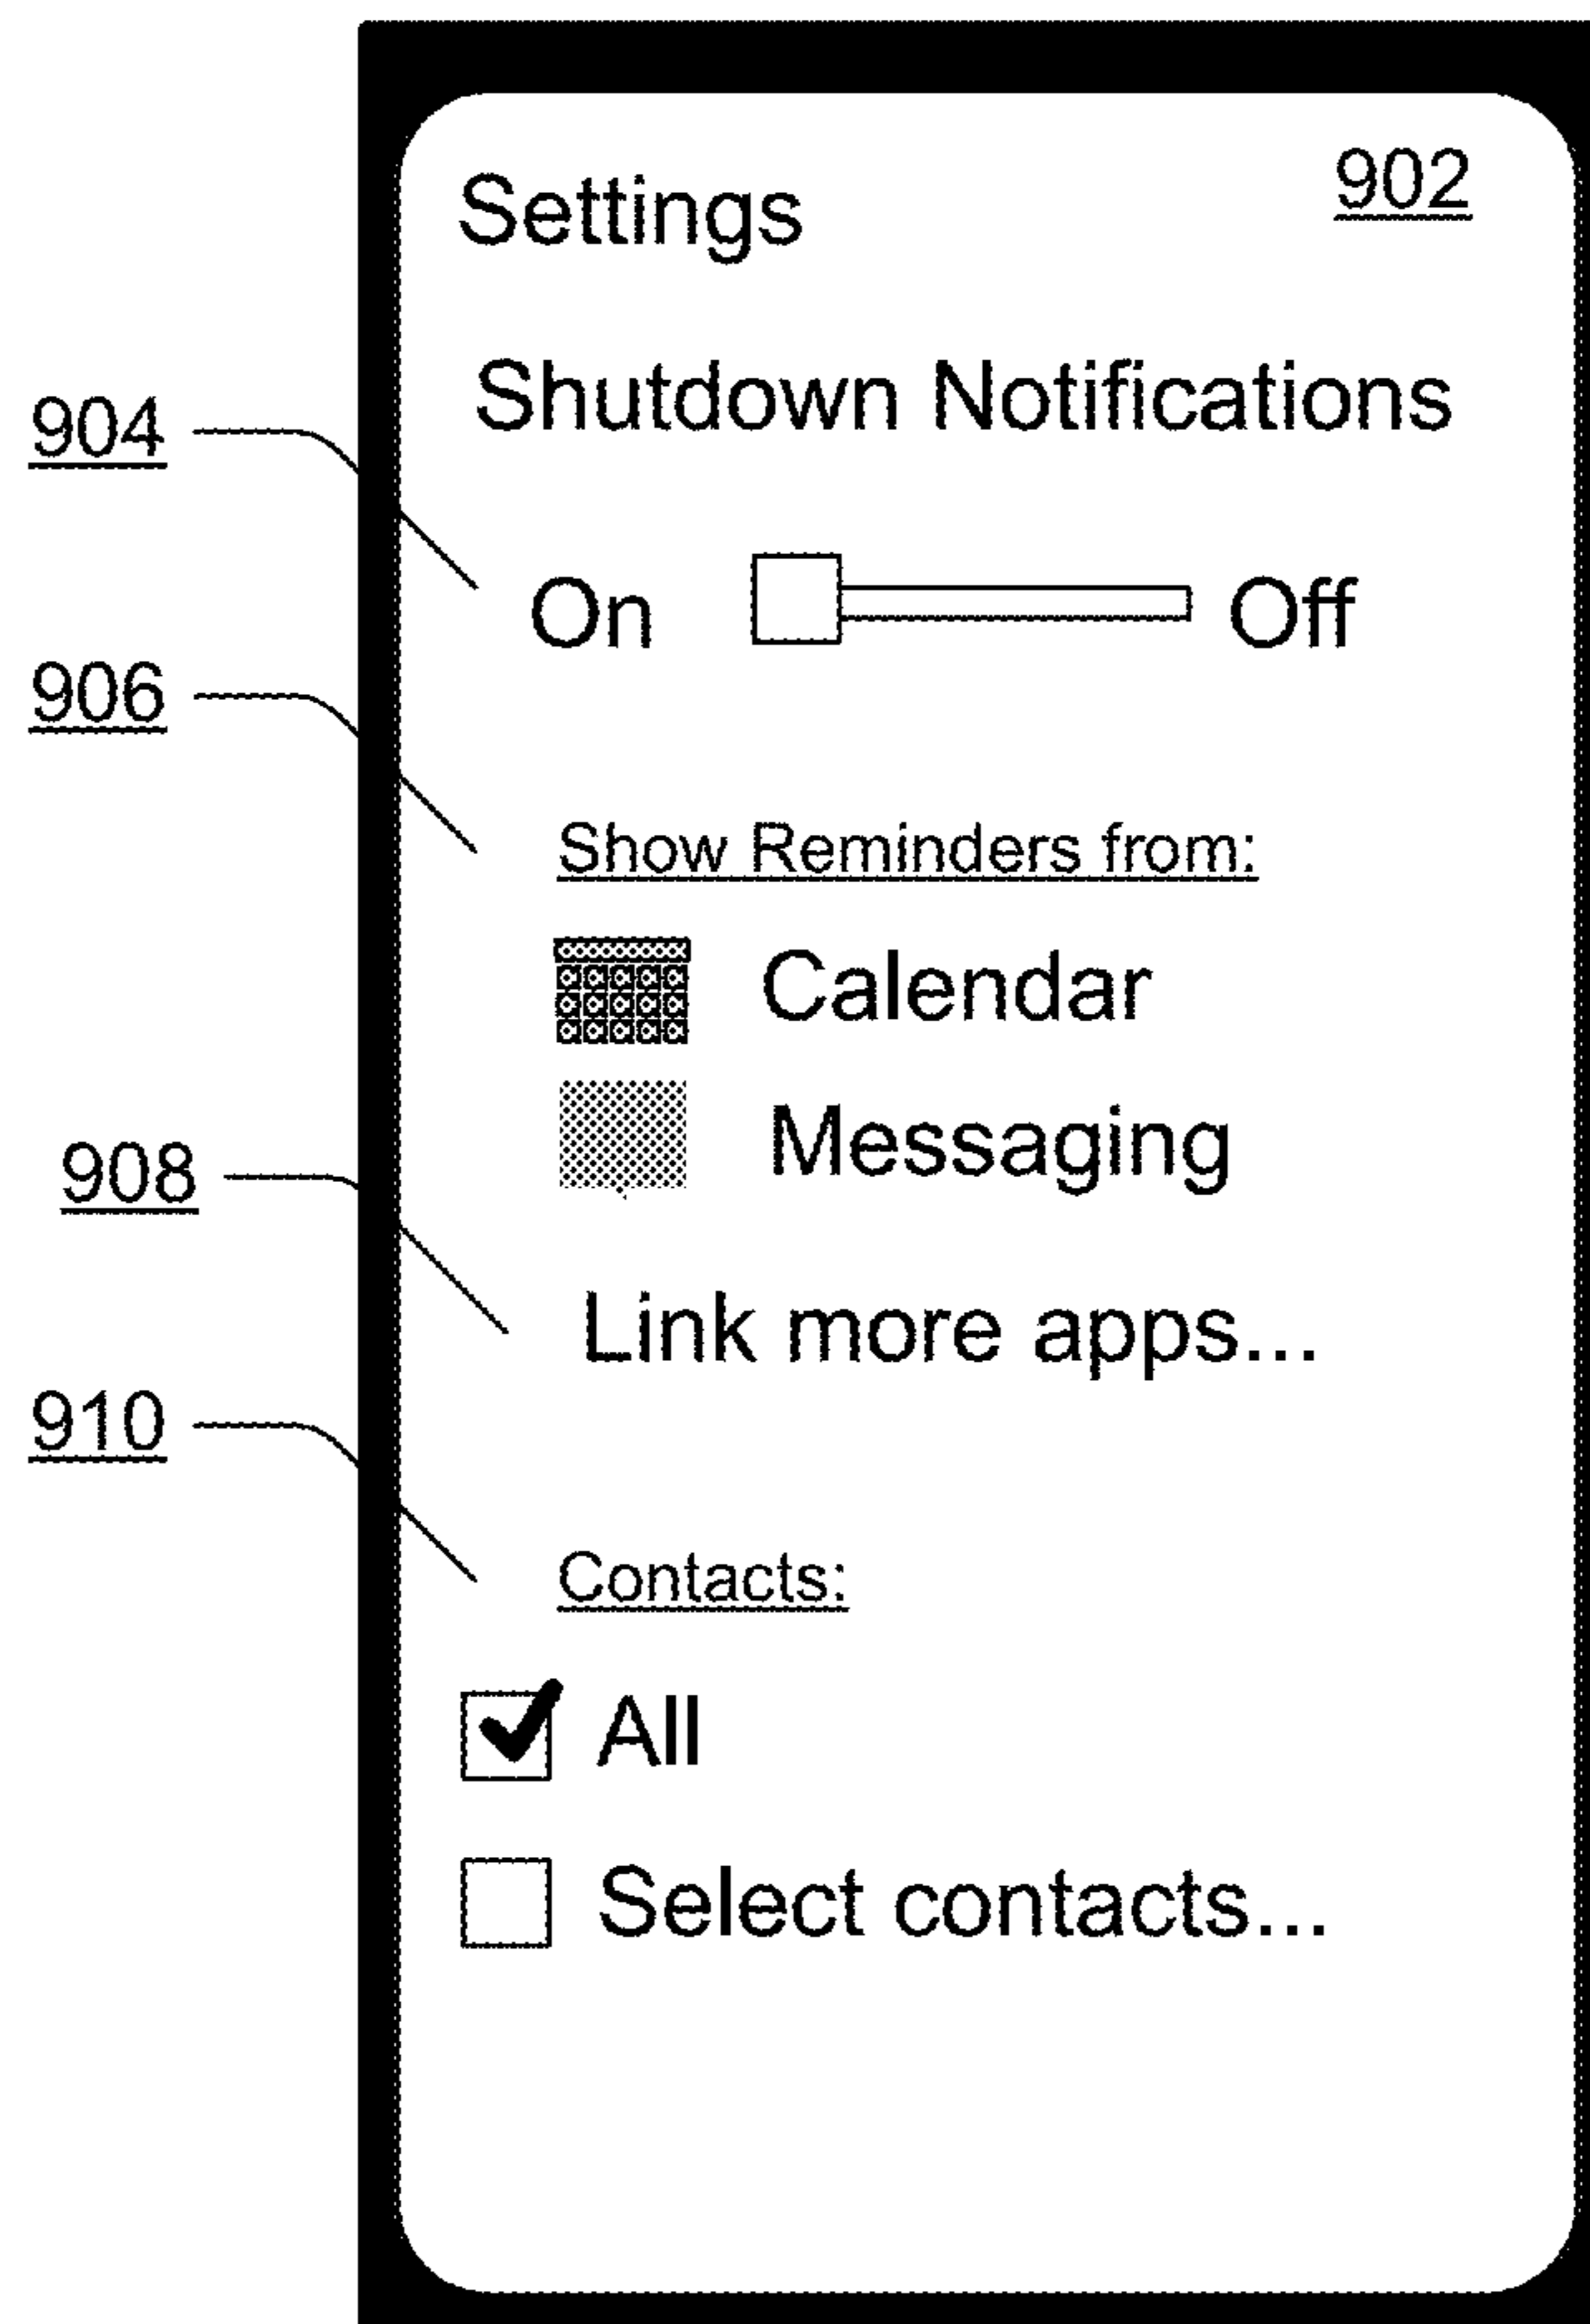 Settings 902
Shutdown Notifications
904
On Off
906
Show Reminders from:
Calendar
Messaging
908
Link more apps...
910
Contacts:
All
Select contacts...